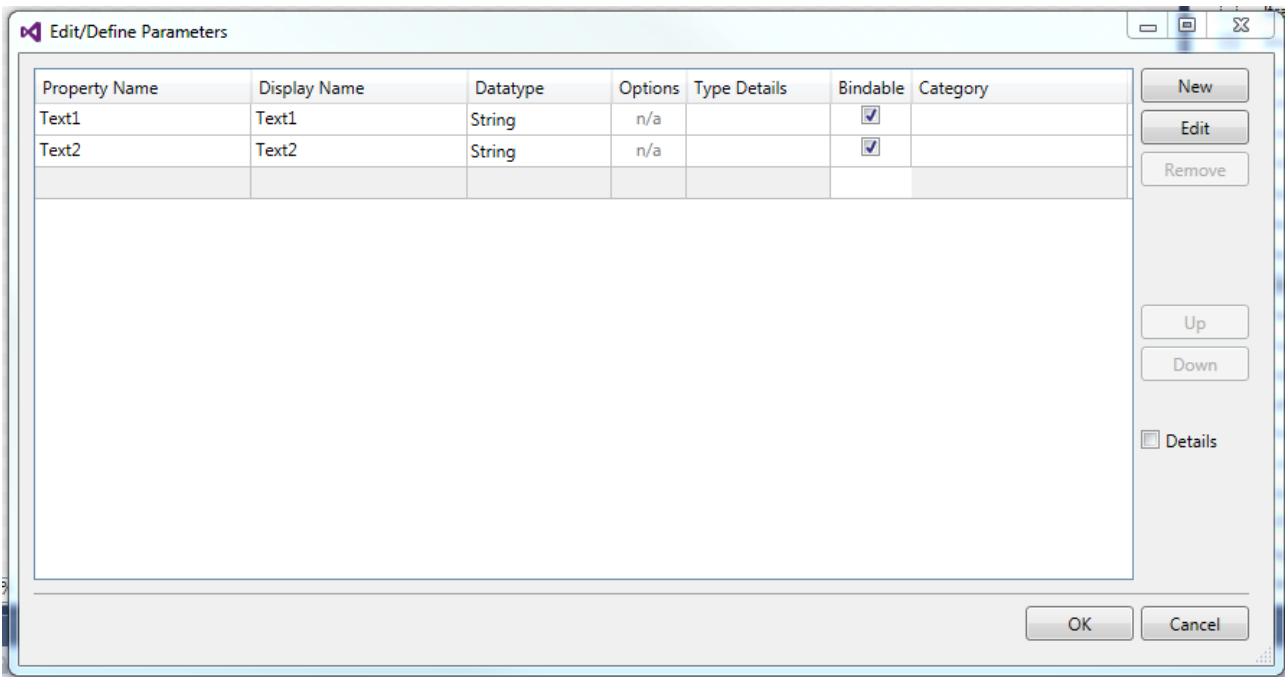 Edit/Define Parameters
Property Name Display Name Datatype Options Type Details Bindable Category
Text1 Text1 String n/a
Text2 Text2 String n/a
New
Edit
Remove
Up
Down
Details
OK Cancel